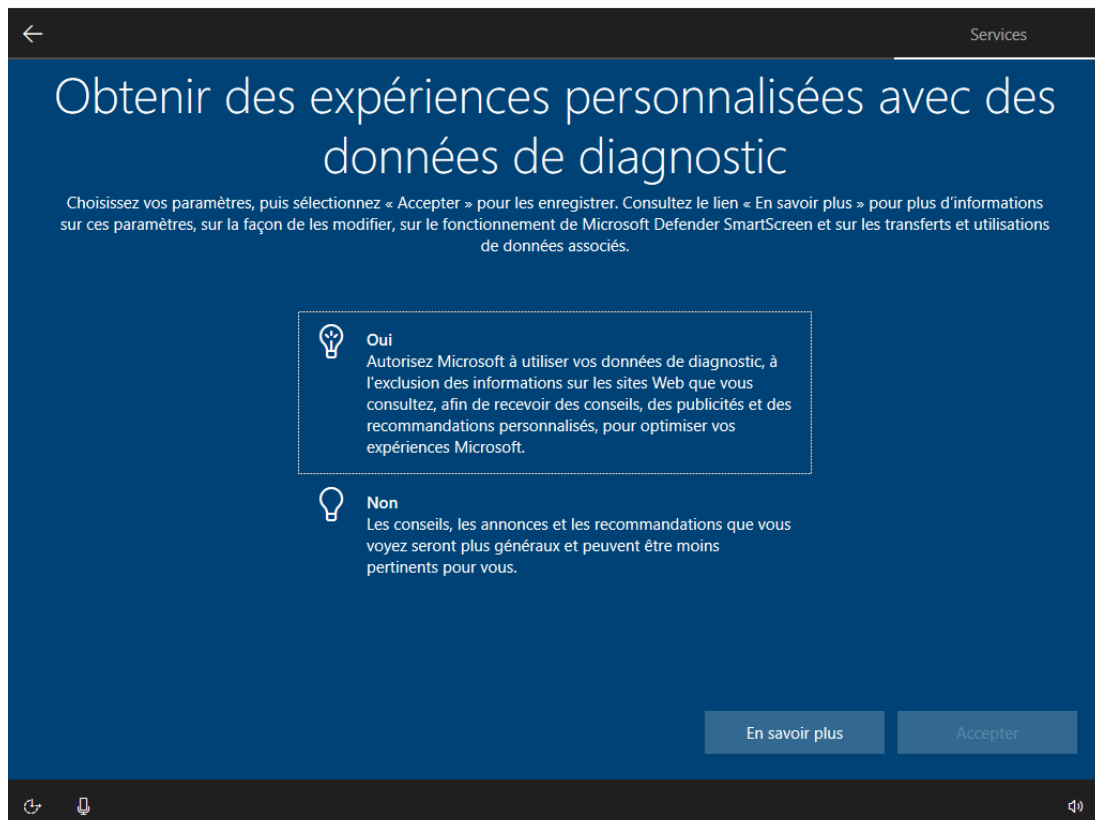 Services
Obtenir des expériences personnalisées avec des
données de diagnostic
Choisissez vos paramètres, puis sélectionnez « Accepter » pour les enregistrer. Consultez le lien « En savoir plus » pour plus d'informations
sur ces paramètres, sur la façon de les modifier, sur le fonctionnement de Microsoft Defender SmartScreen et sur les transferts et utilisations
de données associés.
Oui
Autorisez Microsoft à utiliser vos données de diagnostic, à
l'exclusion des informations sur les sites Web que vous
consultez, afin de recevoir des conseils, des publicités et des
recommandations personnalisés, pour optimiser vos
expériences Microsoft.
Non
Les conseils, les annonces et les recommandations que vous
voyez seront plus généraux et peuvent être moins
pertinents pour vous.
En savoir plus
Accepter